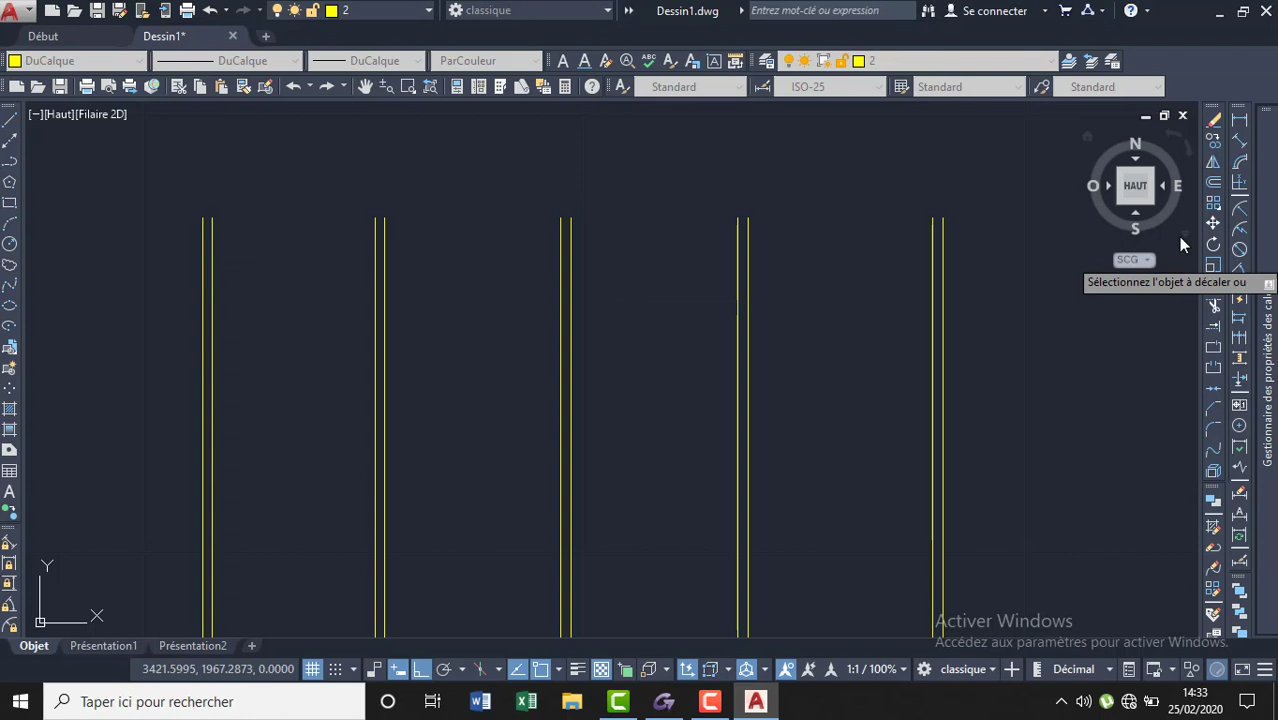 2
classique
Dessin1.dwg
Entrez mot-clé ou expression
Se connecter
Début
Dessin1*
DuCalque
DuCalque
DuCalque
ParCouleur
2
Standard
ISO-25
Standard
Standard
[−][Haut][Filaire 2D]
N
O
HAUT
E
S
SCG
Sélectionnez l'objet à décaler ou
Gestionnaire des propriétés des cal
Y
X
Activer Windows
Accédez aux paramètres pour activer Windows.
Objet
Présentation1
Présentation2
3421.5995, 1967.2873, 0.0000
1:1 / 100%
classique
Décimal
Taper ici pour rechercher
14:33
25/02/2020